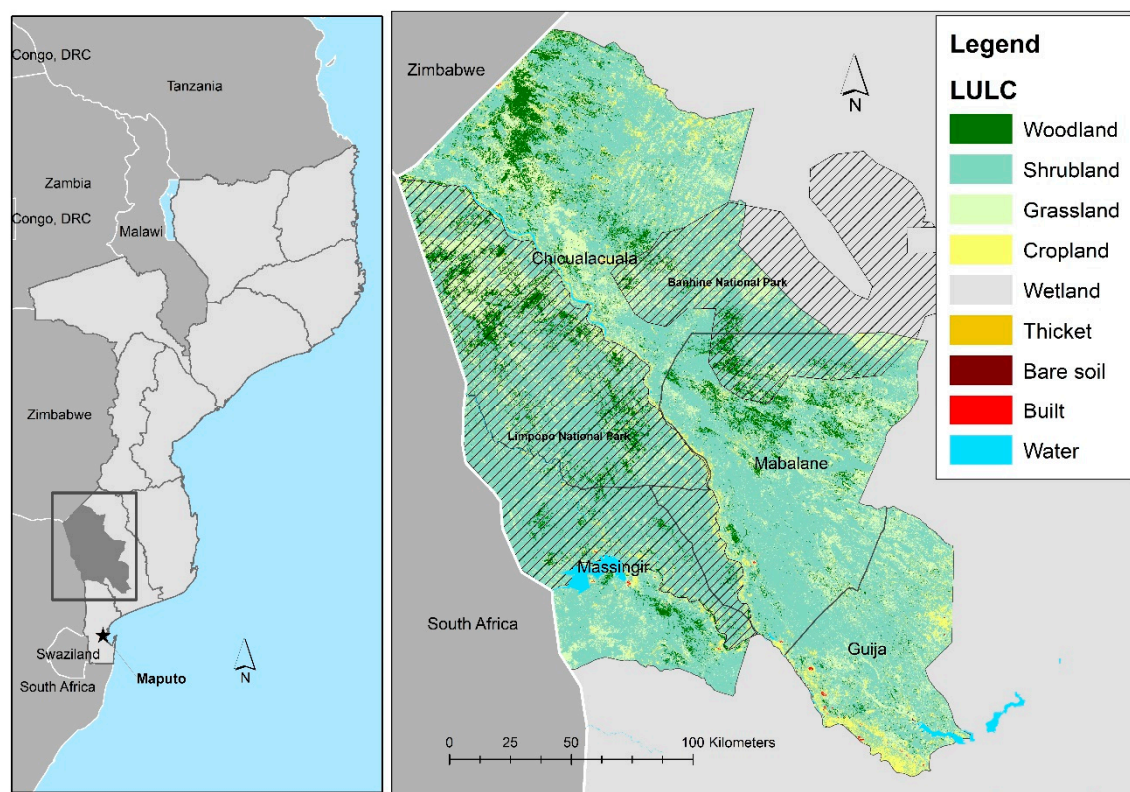 Congo, DRC
Tanzania
Zambia
Congo, DRC
Malawi
Zimbabwe
Swaziland
South Africa
Maputo
N
Zimbabwe
N
Chicualacuala
Banhine National Park
Limpopo National Park
Mabalane
Massingir
South Africa
Guija
0 25 50 100 Kilometers
Legend
LULC
Woodland
Shrubland
Grassland
Cropland
Wetland
Thicket
Bare soil
Built
Water